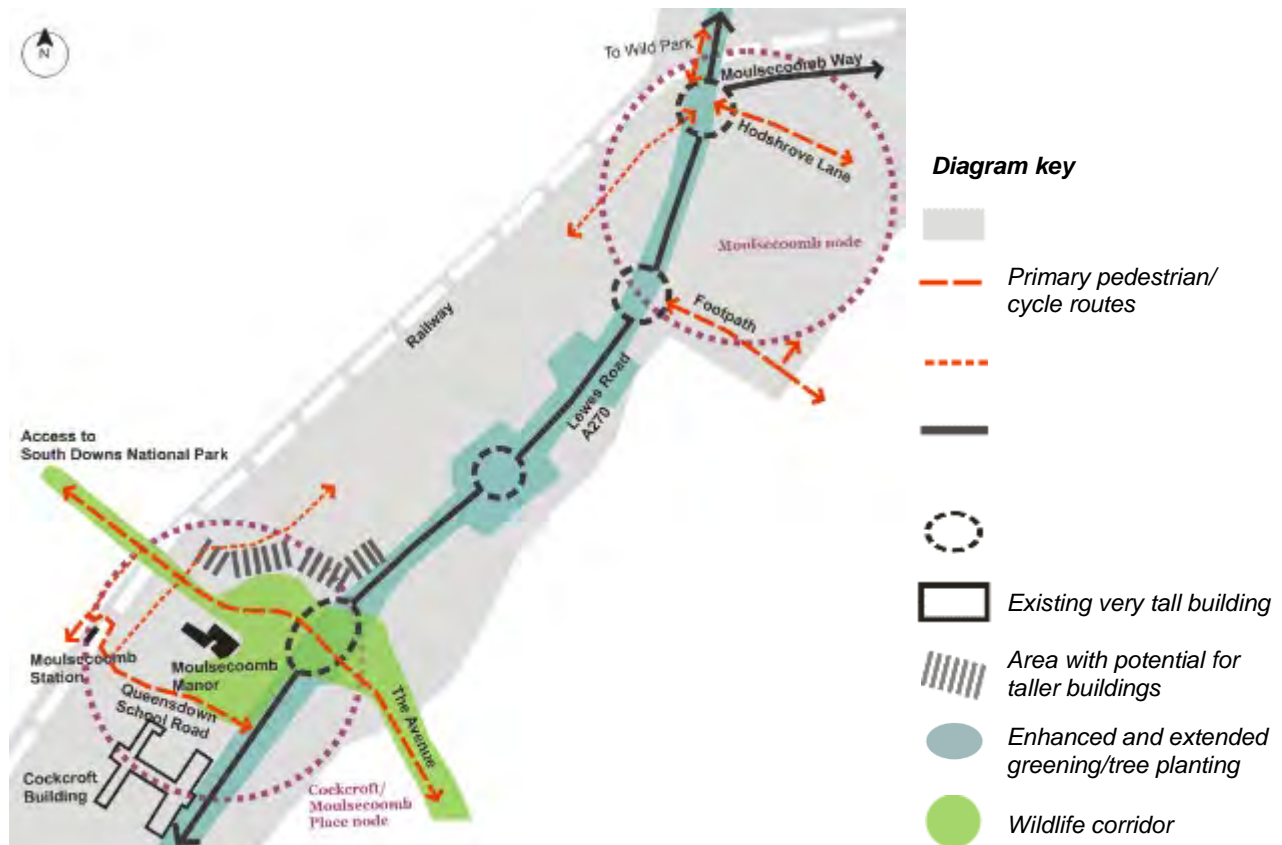 N
To Wild Park
Moulsecoomb Way
Hodshrove Lane
Moulsecoomb node
Footpath
Railway
Lewes Road
A270
Access to
South Downs National Park
Moulsecoomb
Station
Moulsecoomb
Manor
Queensdown
School Road
The Avenue
Cockcroft
Building
Cockcroft/
Moulsecoomb
Place node
Diagram key
Primary pedestrian/
cycle routes
Existing very tall building
Area with potential for
taller buildings
Enhanced and extended
greening/tree planting
Wildlife corridor